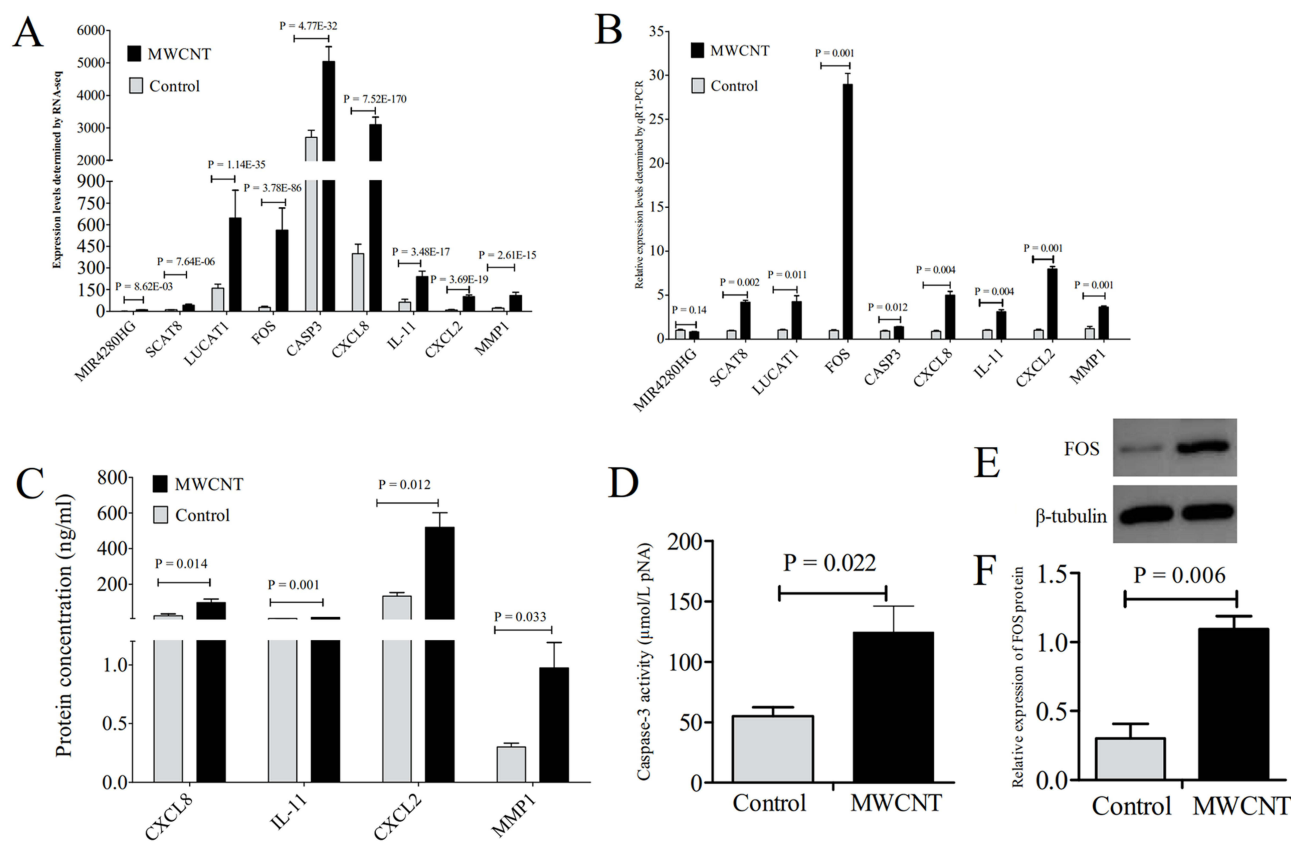 A
MWCNT
Control
Expression levels determined by RNA-seq
6000
5000
4000
3000
2000
900
750
600
450
300
150
0
P = 8.62E-03
P = 7.64E-06
P = 1.14E-35
P = 3.78E-86
P = 4.77E-32
P = 7.52E-170
P = 3.48E-17
P = 3.69E-19
P = 2.61E-15
MIR4280HG
SCAT8
LUCAT1
FOS
CASP3
CXCL8
IL-11
CXCL2
MMP1
B
MWCNT
Control
Relative expression levels determined by qRT-PCR
35
30
25
20
15
10
5
0
P = 0.14
P = 0.002
P = 0.011
P = 0.001
P = 0.012
P = 0.004
P = 0.004
P = 0.001
P = 0.001
MIR4280HG
SCAT8
LUCAT1
FOS
CASP3
CXCL8
IL-11
CXCL2
MMP1
C
MWCNT
Control
Protein concentration (ng/ml)
800
600
400
200
1.0
0.5
0.0
P = 0.014
P = 0.001
P = 0.012
P = 0.033
CXCL8
IL-11
CXCL2
MMP1
D
Caspase-3 activity (μmol/L pNA)
200
150
100
50
0
P = 0.022
Control
MWCNT
E
FOS
β-tubulin
F
Relative expression of FOS protein
1.5
1.0
0.5
0.0
P = 0.006
Control
MWCNT